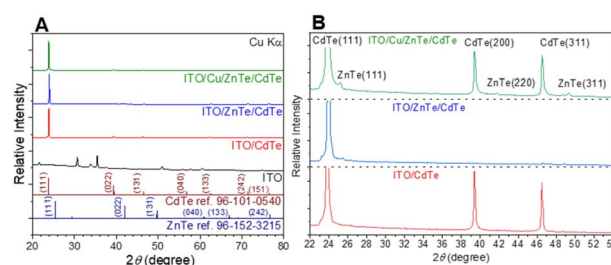 A
Cu Kα
ITO/Cu/ZnTe/CdTe
ITO/ZnTe/CdTe
ITO/CdTe
ITO
(111)
(022)
(131)
(040)
(133)
(242)
(151)
CdTe ref. 96-101-0540
(111)
(022)
(131)
(040)
(133)
(242)
ZnTe ref. 96-152-3215
20 30 40 50 60 70 80
2θ (degree)
Relative Intensity
B
CdTe(111)
ITO/Cu/ZnTe/CdTe
CdTe(200)
CdTe(311)
ZnTe(111)
ZnTe(220)
ZnTe(311)
ITO/ZnTe/CdTe
ITO/CdTe
22 24 26 28 30 32 34 36 38 40 42 44 46 48 50 52 54
2θ (degree)
Relative Intensity